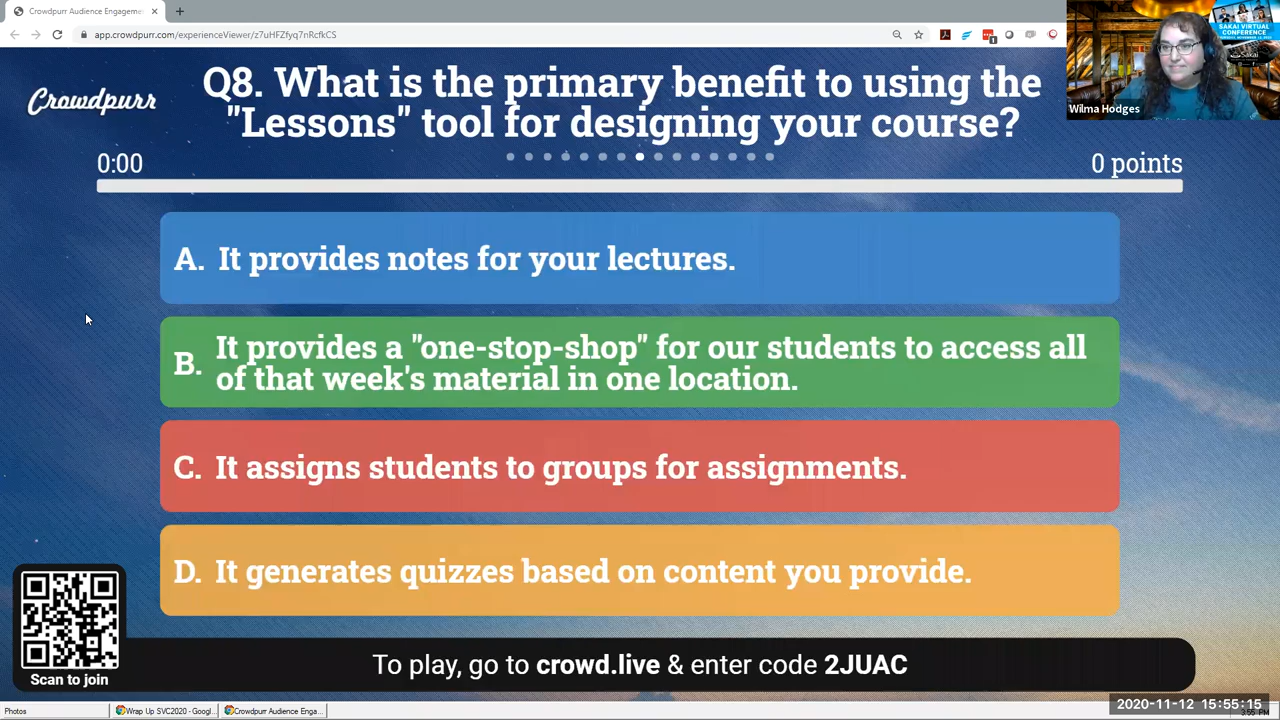 Crowdpurr Audience Engageme
app.crowdpurr.com/experienceViewer/z7uHFZfyq7nRcfkCS
SAKAI VIRTUAL
CONFERENCE
Wilma Hodges
Crowdpurr
Q8. What is the primary benefit to using the
"Lessons" tool for designing your course?
0:00
0 points
A. It provides notes for your lectures.
B. It provides a "one-stop-shop" for our students to access all
of that week's material in one location.
C. It assigns students to groups for assignments.
D. It generates quizzes based on content you provide.
Scan to join
To play, go to crowd.live & enter code 2JUAC
Photos
Wrap Up SVC2020 - Googl...
Crowdpurr Audience Enga...
2020-11-12 15:55:15
3:55 PM